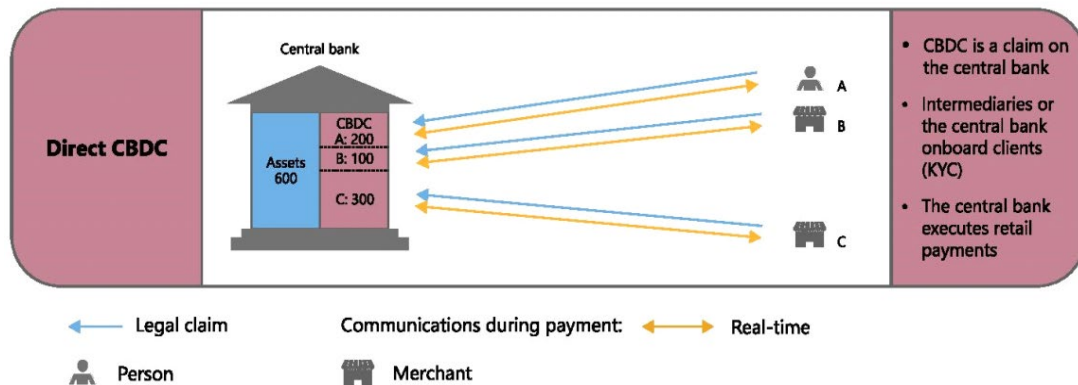 Direct CBDC
Central bank
Assets
600
CBDC
A: 200
B: 100
C: 300
A
B
C
• CBDC is a claim on
the central bank
• Intermediaries or
the central bank
onboard clients
(KYC)
• The central bank
executes retail
payments
Legal claim
Communications during payment:
Real-time
Person
Merchant